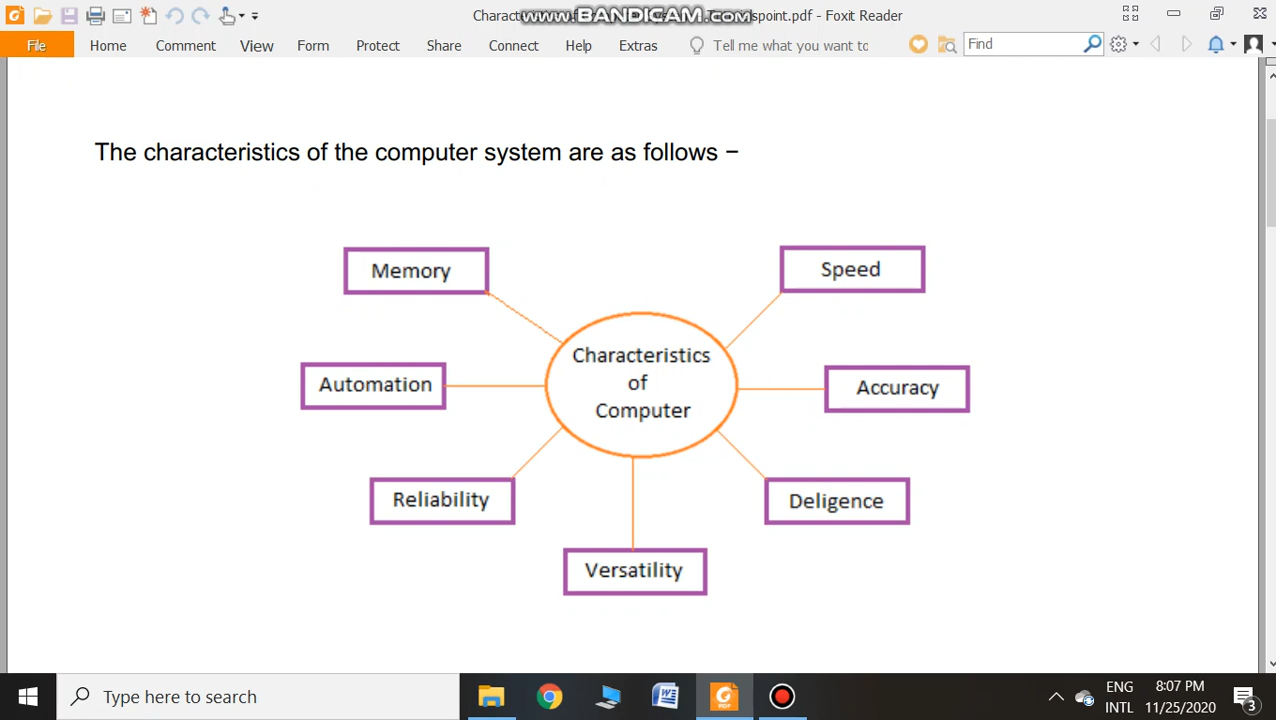 www.BANDICAM.com
point.pdf - Foxit Reader
File Home Comment View Form Protect Share Connect Help Extras Tell me what you want to Find
The characteristics of the computer system are as follows −
Memory
Speed
Characteristics
of
Computer
Automation
Accuracy
Reliability
Deligence
Versatility
Type here to search
ENG
INTL
8:07 PM
11/25/2020
3